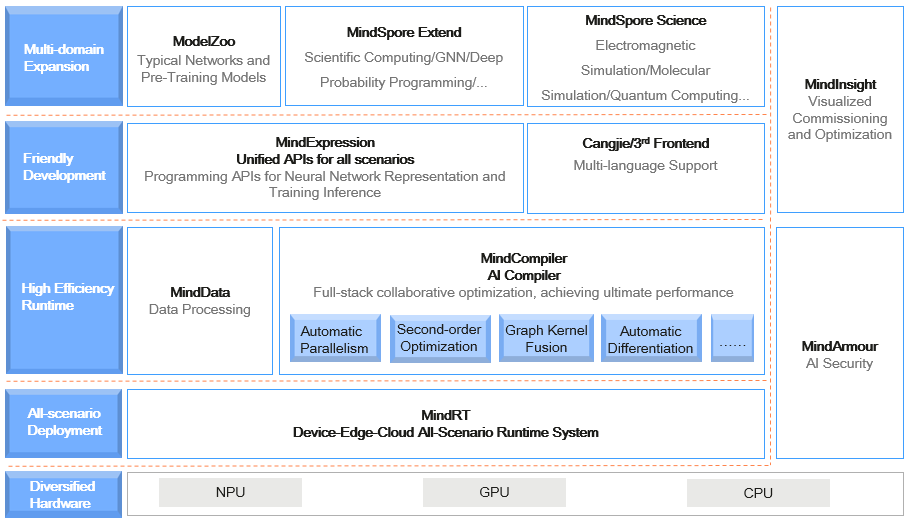 Multi-domain
Expansion
ModelZoo
Typical Networks and
Pre-Training Models
MindSpore Extend
Scientific Computing/GNN/Deep
Probability Programming/...
MindSpore Science
Electromagnetic
Simulation/Molecular
Simulation/Quantum Computing...
MindInsight
Visualized
Commissioning
and Optimization
Friendly
Development
MindExpression
Unified APIs for all scenarios
Programming APIs for Neural Network Representation and
Training Inference
Cangjie/3rd Frontend
Multi-language Support
High Efficiency
Runtime
MindData
Data Processing
MindCompiler
AI Compiler
Full-stack collaborative optimization, achieving ultimate performance
Automatic
Parallelism
Second-order
Optimization
Graph Kernel
Fusion
Automatic
Differentiation
......
MindArmour
AI Security
All-scenario
Deployment
MindRT
Device-Edge-Cloud All-Scenario Runtime System
Diversified
Hardware
NPU
GPU
CPU